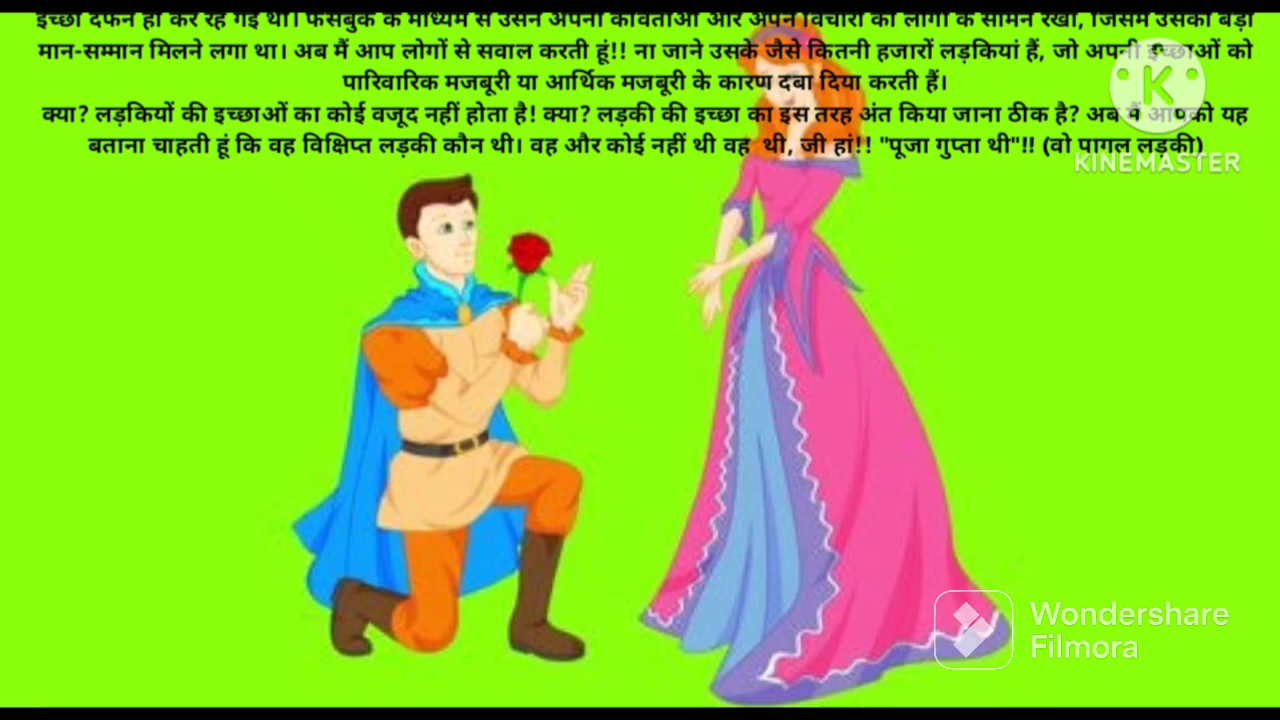 इच्छा दफन हो कर रह गई थी। फेसबुक के माध्यम से उसने अपनी कविताओं और अपने विचारों को लोगों के सामने रखा, जिसमें उसको बड़ा
मान-सम्मान मिलने लगा था। अब मैं आप लोगों से सवाल करती हूं!! ना जाने उसके जैसे कितनी हजारों लड़कियां हैं, जो अपनी इच्छाओं को
पारिवारिक मजबूरी या आर्थिक मजबूरी के कारण दबा दिया करती हैं।
क्या? लड़कियों की इच्छाओं का कोई वजूद नहीं होता है! क्या? लड़की की इच्छा का इस तरह अंत किया जाना ठीक है? अब मैं आपको यह
बताना चाहती हूं कि वह विक्षिप्त लड़की कौन थी। वह और कोई नहीं थी वह थी, जी हां!! "पूजा गुप्ता थी"!! (वो पागल लड़की)
K
KINEMASTER
Wondershare
Filmora